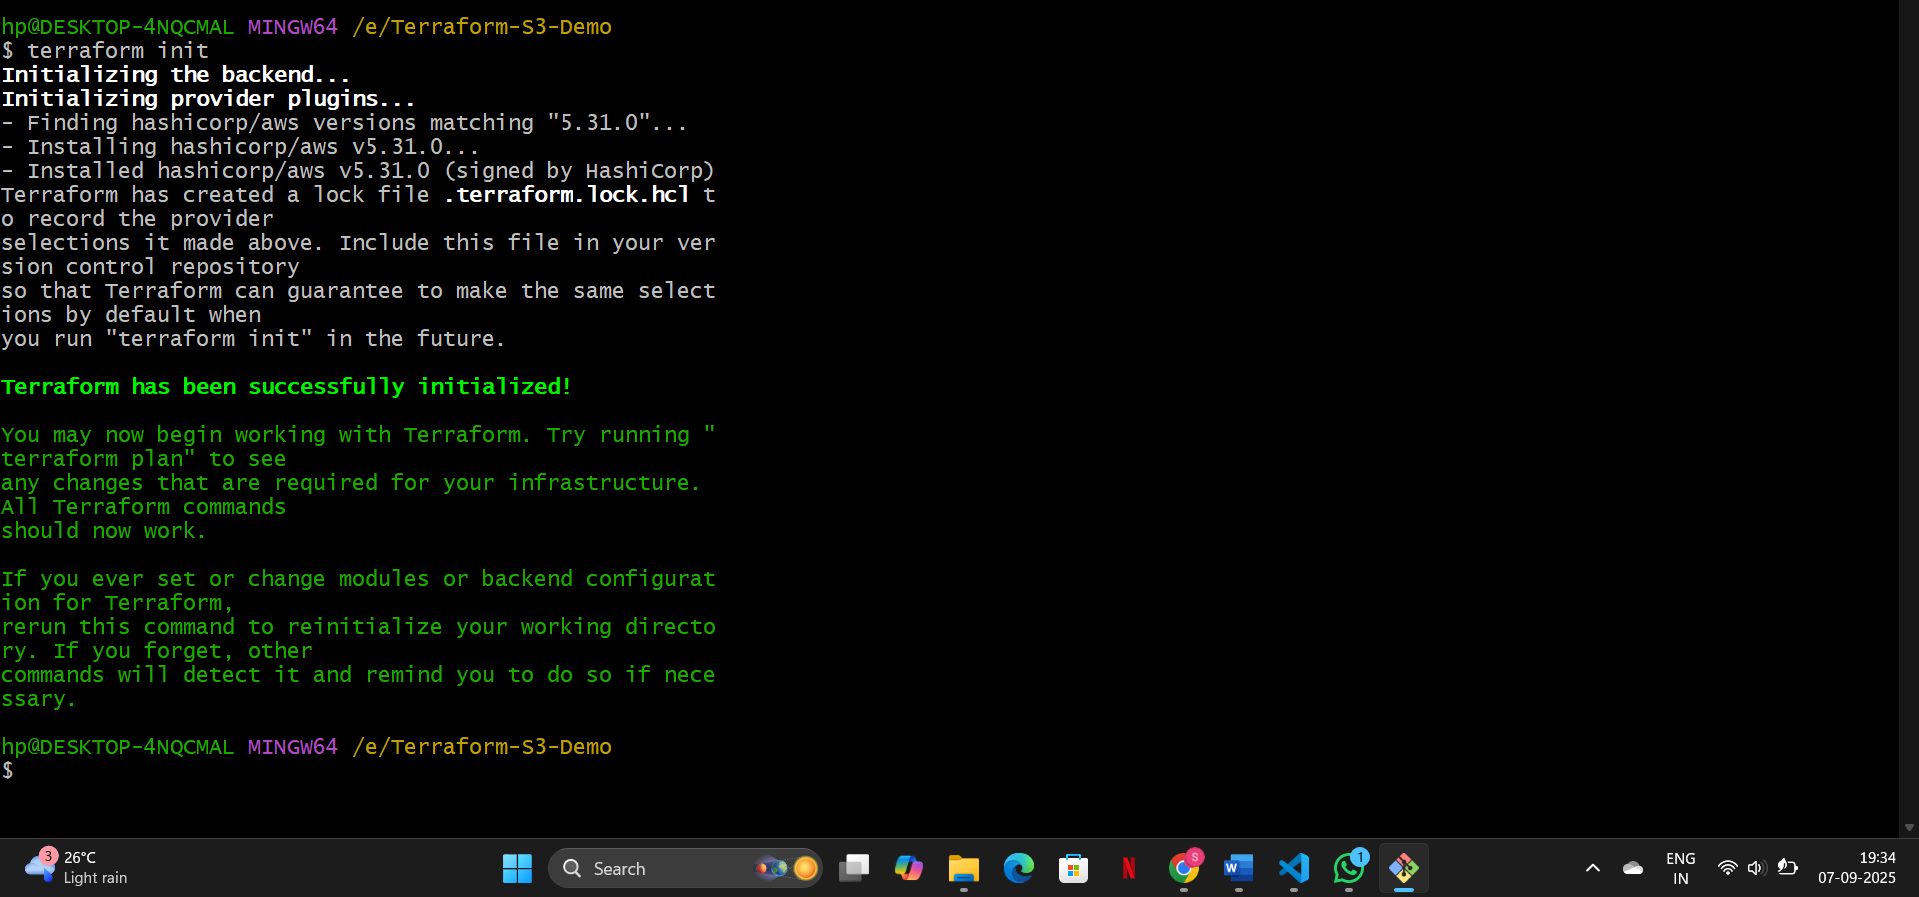 hp@DESKTOP-4NQCMAL MINGW64 /e/Terraform-S3-Demo
$ terraform init
Initializing the backend...
Initializing provider plugins...
- Finding hashicorp/aws versions matching "5.31.0"...
- Installing hashicorp/aws v5.31.0...
- Installed hashicorp/aws v5.31.0 (signed by HashiCorp)
Terraform has created a lock file .terraform.lock.hcl t
o record the provider
selections it made above. Include this file in your ver
sion control repository
so that Terraform can guarantee to make the same select
ions by default when
you run "terraform init" in the future.
Terraform has been successfully initialized!
You may now begin working with Terraform. Try running "
terraform plan" to see
any changes that are required for your infrastructure.
All Terraform commands
should now work.
If you ever set or change modules or backend configurat
ion for Terraform,
rerun this command to reinitialize your working directo
ry. If you forget, other
commands will detect it and remind you to do so if nece
ssary.
hp@DESKTOP-4NQCMAL MINGW64 /e/Terraform-S3-Demo
$
3
26°C
Light rain
Search
N
S
W
1
ENG
IN
19:34
07-09-2025